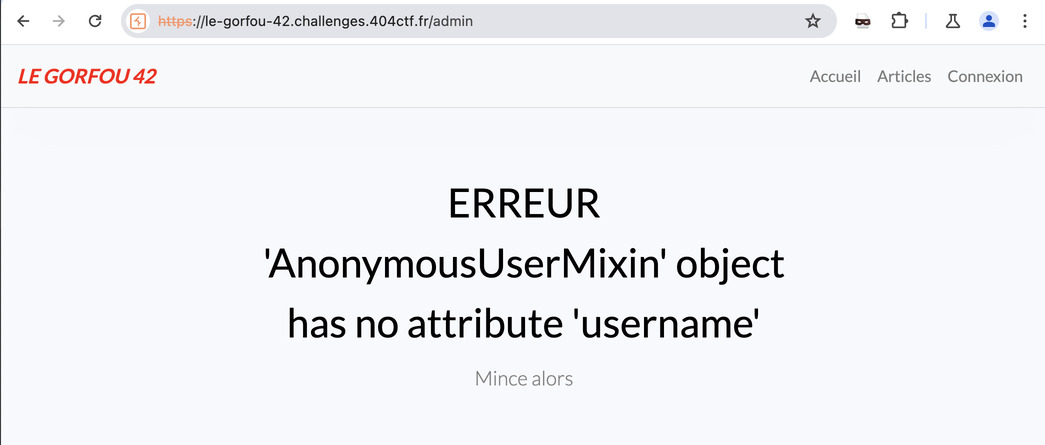 https://le-gorfou-42.challenges.404ctf.fr/admin
LE GORFOU 42 Accueil Articles Connexion
ERREUR
'AnonymousUserMixin' object
has no attribute 'username'
Mince alors